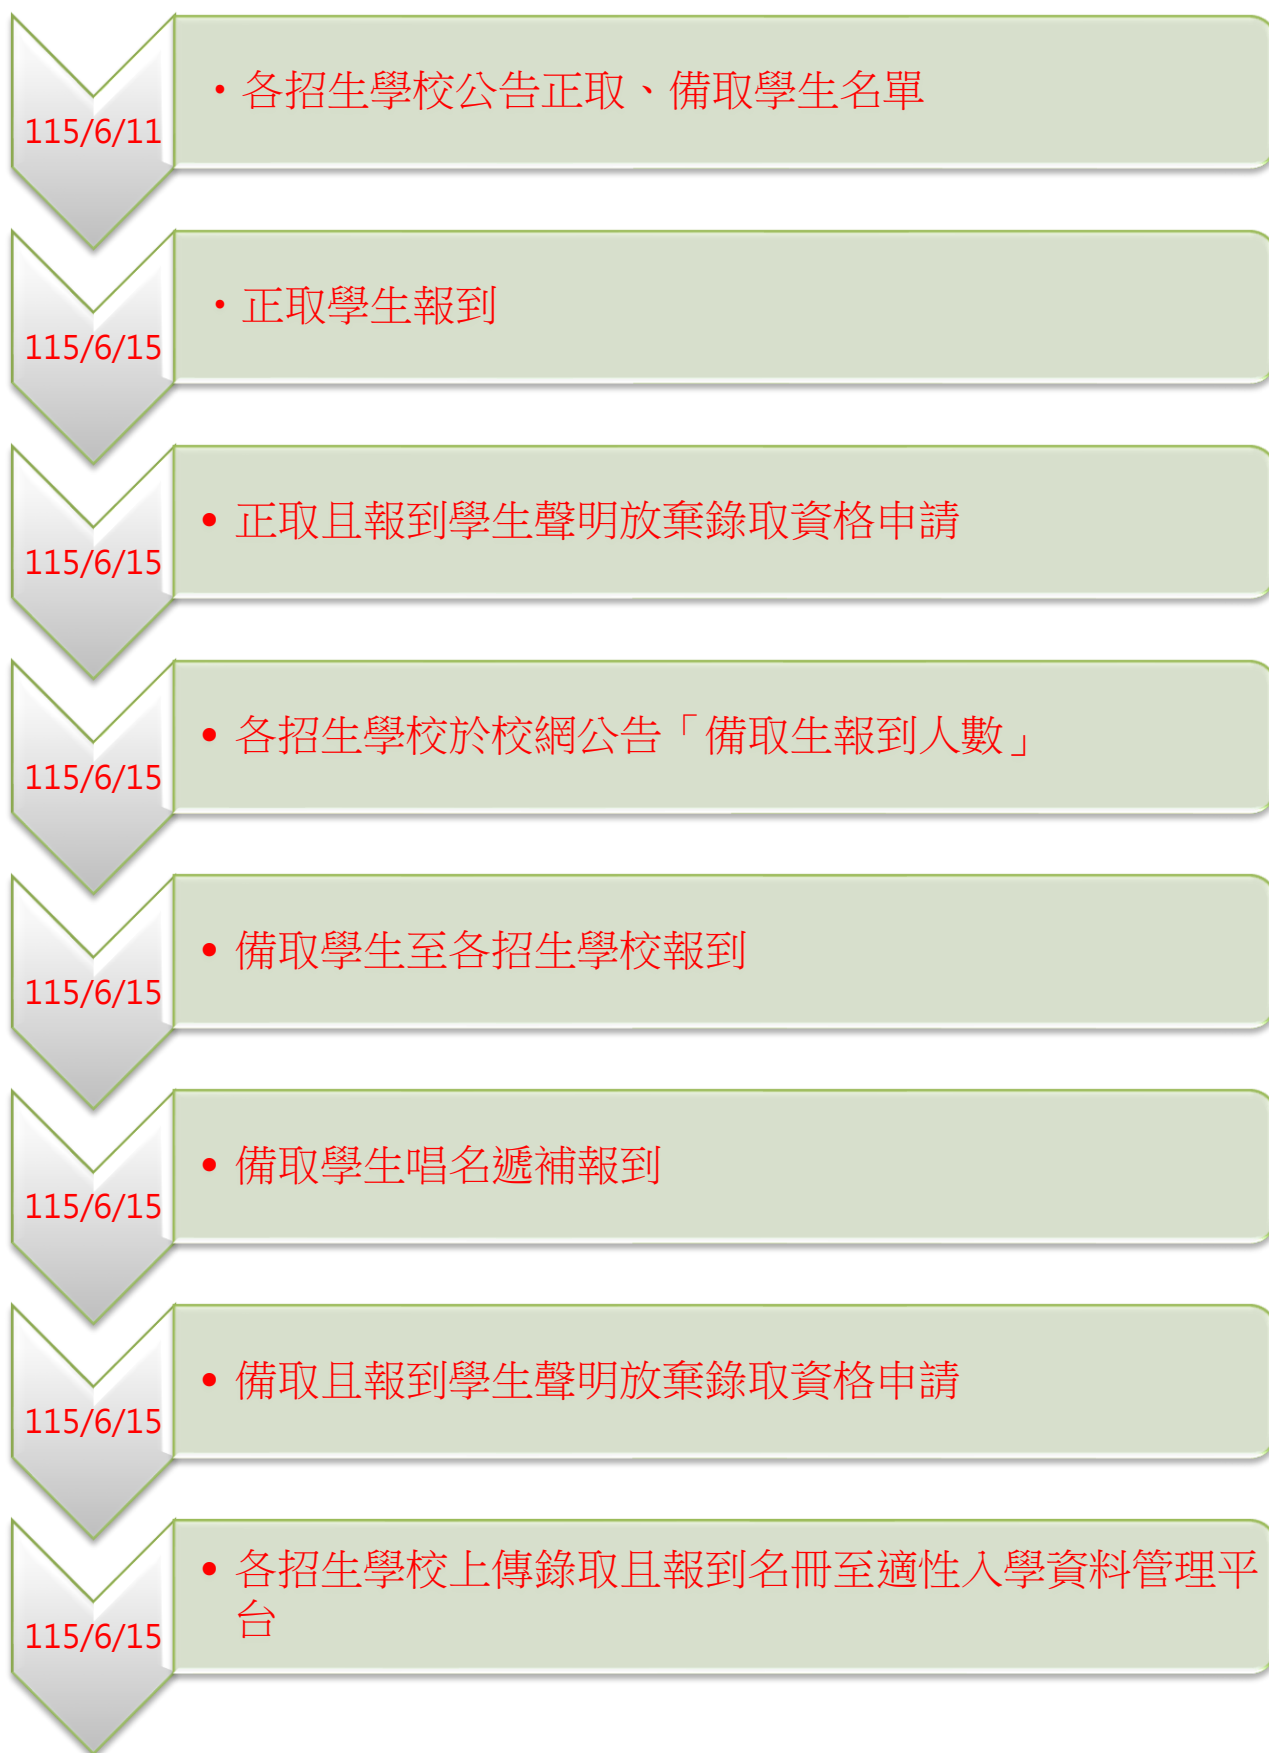 115/6/11
・各招生學校公告正取、備取學生名單
115/6/15
・正取學生報到
115/6/15
• 正取且報到學生聲明放棄錄取資格申請
115/6/15
• 各招生學校於校網公告「備取生報到人數」
115/6/15
• 備取學生至各招生學校報到
115/6/15
• 備取學生唱名遞補報到
115/6/15
• 備取且報到學生聲明放棄錄取資格申請
115/6/15
• 各招生學校上傳錄取且報到名冊至適性入學資料管理平
台